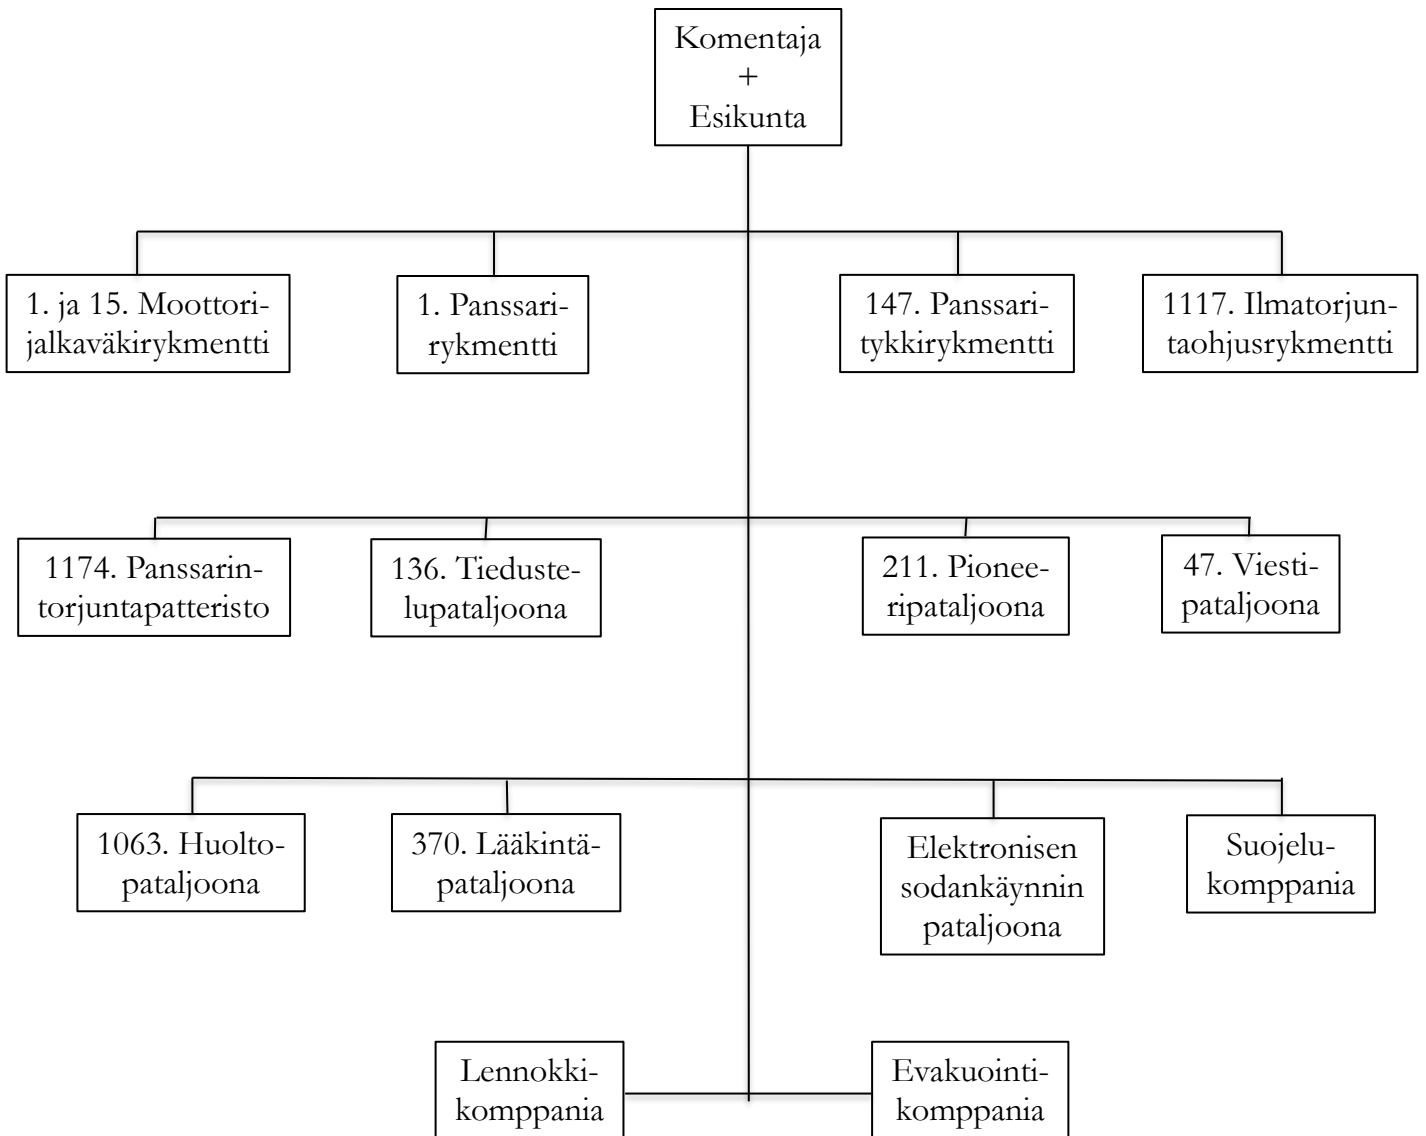 Komentaja
+
Esikunta
1. ja 15. Moottori-
jalkaväkirykmentti
1. Panssari-
rykmentti
147. Panssari-
tykkirykmentti
1117. Ilmatorjun-
taohjusrykmentti
1174. Panssarin-
torjuntapatteristo
136. Tieduste-
lupataljoona
211. Pionee-
ripataljoona
47. Viesti-
pataljoona
1063. Huolto-
pataljoona
370. Lääkintä-
pataljoona
Elektronisen
sodankäynnin
pataljoona
Suojelu-
komppania
Lennokki-
komppania
Evakuointi-
komppania